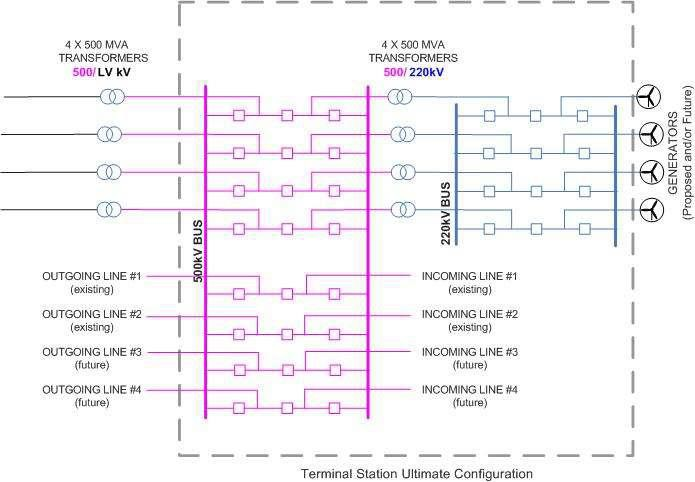 4 X 500 MVA
TRANSFORMERS
500/ LV kV
4 X 500 MVA
TRANSFORMERS
500/ 220kV
GENERATORS
(Proposed and/or Future)
500kV BUS
220kV BUS
OUTGOING LINE #1
(existing)
OUTGOING LINE #2
(existing)
OUTGOING LINE #3
(future)
OUTGOING LINE #4
(future)
INCOMING LINE #1
(existing)
INCOMING LINE #2
(existing)
INCOMING LINE #3
(future)
INCOMING LINE #4
(future)
Terminal Station Ultimate Configuration